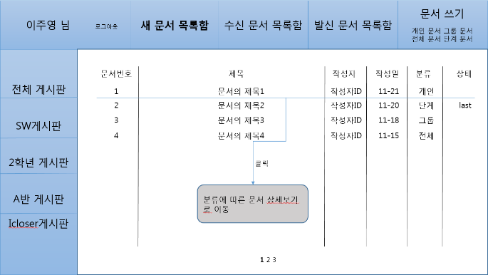 이주영 님
로그아웃
새 문서 목록함
수신 문서 목록함
발신 문서 목록함
문서 쓰기
개인 문서 그룹 문서
전체 문서 단계 문서
전체 게시판
SW게시판
2학년 게시판
A반 게시판
Icloser게시판
문서번호 제목 작성자 작성일 분류 상태
1 문서의 제목1 작성자ID 11-21 개인
2 문서의 제목2 작성자ID 11-20 단계 last
3 문서의 제목3 작성자ID 11-18 그룹
4 문서의 제목4 작성자ID 11-15 전체
클릭
분류에 따른 문서 상세보기
로 이동
1 2 3